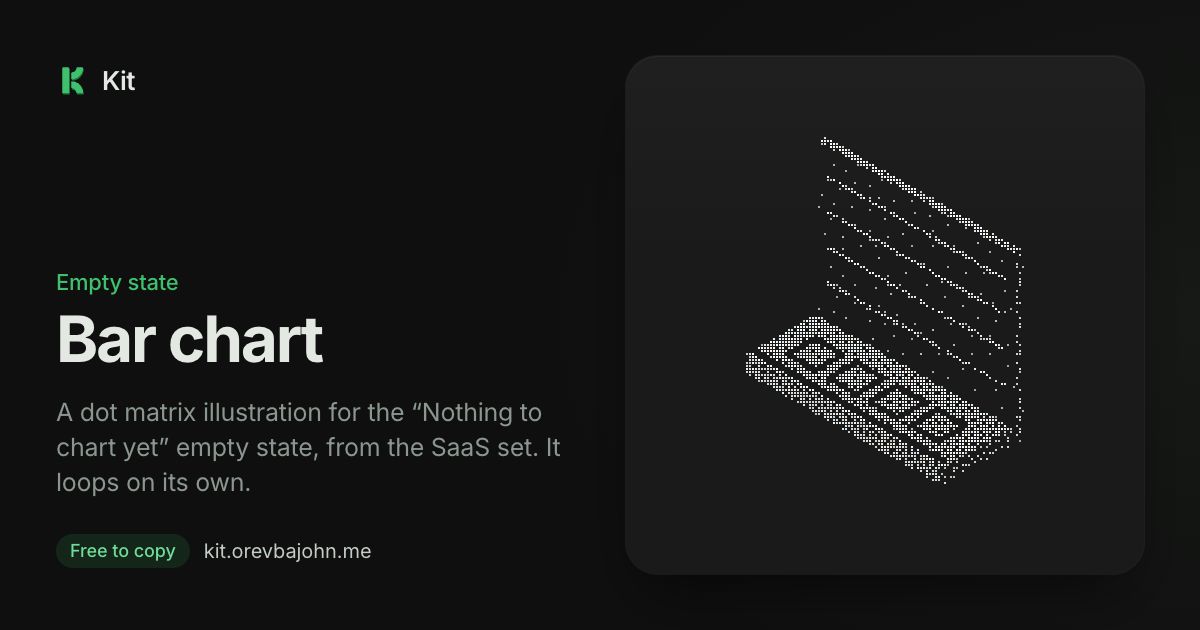 Kit
Empty state
Bar chart
A dot matrix illustration for the “Nothing to
chart yet” empty state, from the SaaS set. It
loops on its own.
Free to copy
kit.orevbajohn.me